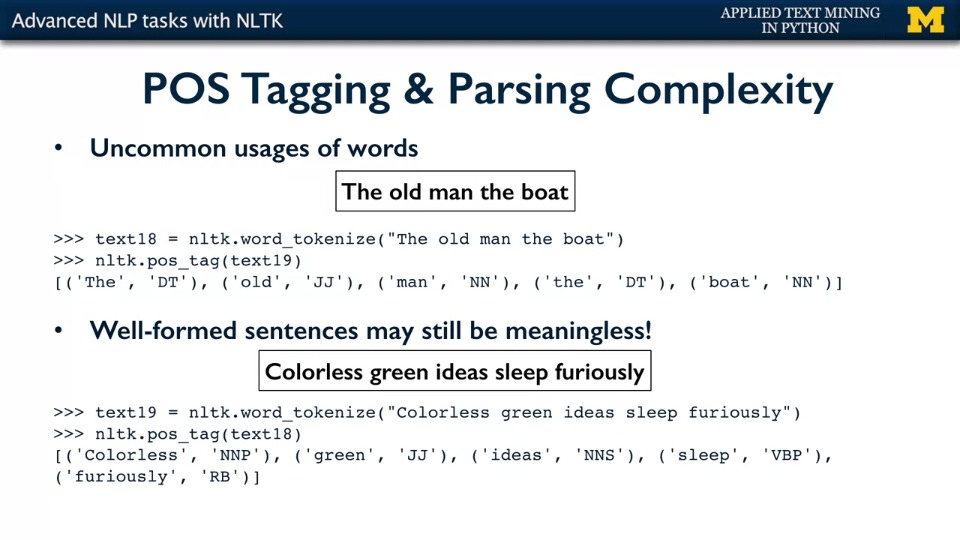 Advanced NLP tasks with NLTK
APPLIED TEXT MINING
IN PYTHON
M
POS Tagging & Parsing Complexity
• Uncommon usages of words
The old man the boat
>>> text18 = nltk.word_tokenize("The old man the boat")
>>> nltk.pos_tag(text19)
[('The', 'DT'), ('old', 'JJ'), ('man', 'NN'), ('the', 'DT'), ('boat', 'NN')]
• Well-formed sentences may still be meaningless!
Colorless green ideas sleep furiously
>>> text19 = nltk.word_tokenize("Colorless green ideas sleep furiously")
>>> nltk.pos_tag(text18)
[('Colorless', 'NNP'), ('green', 'JJ'), ('ideas', 'NNS'), ('sleep', 'VBP'),
('furiously', 'RB')]